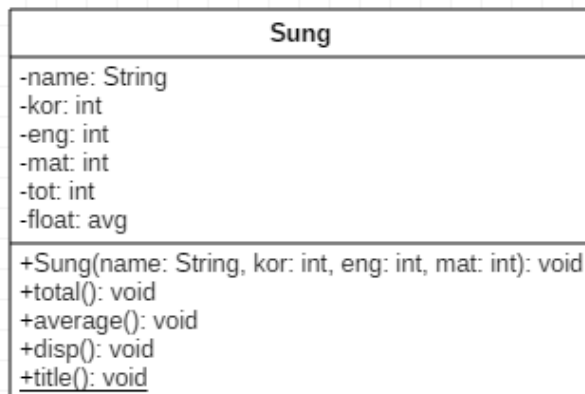 Sung
-name: String
-kor: int
-eng: int
-mat: int
-tot: int
-float: avg
+Sung(name: String, kor: int, eng: int, mat: int): void
+total(): void
+average(): void
+disp(): void
+title(): void